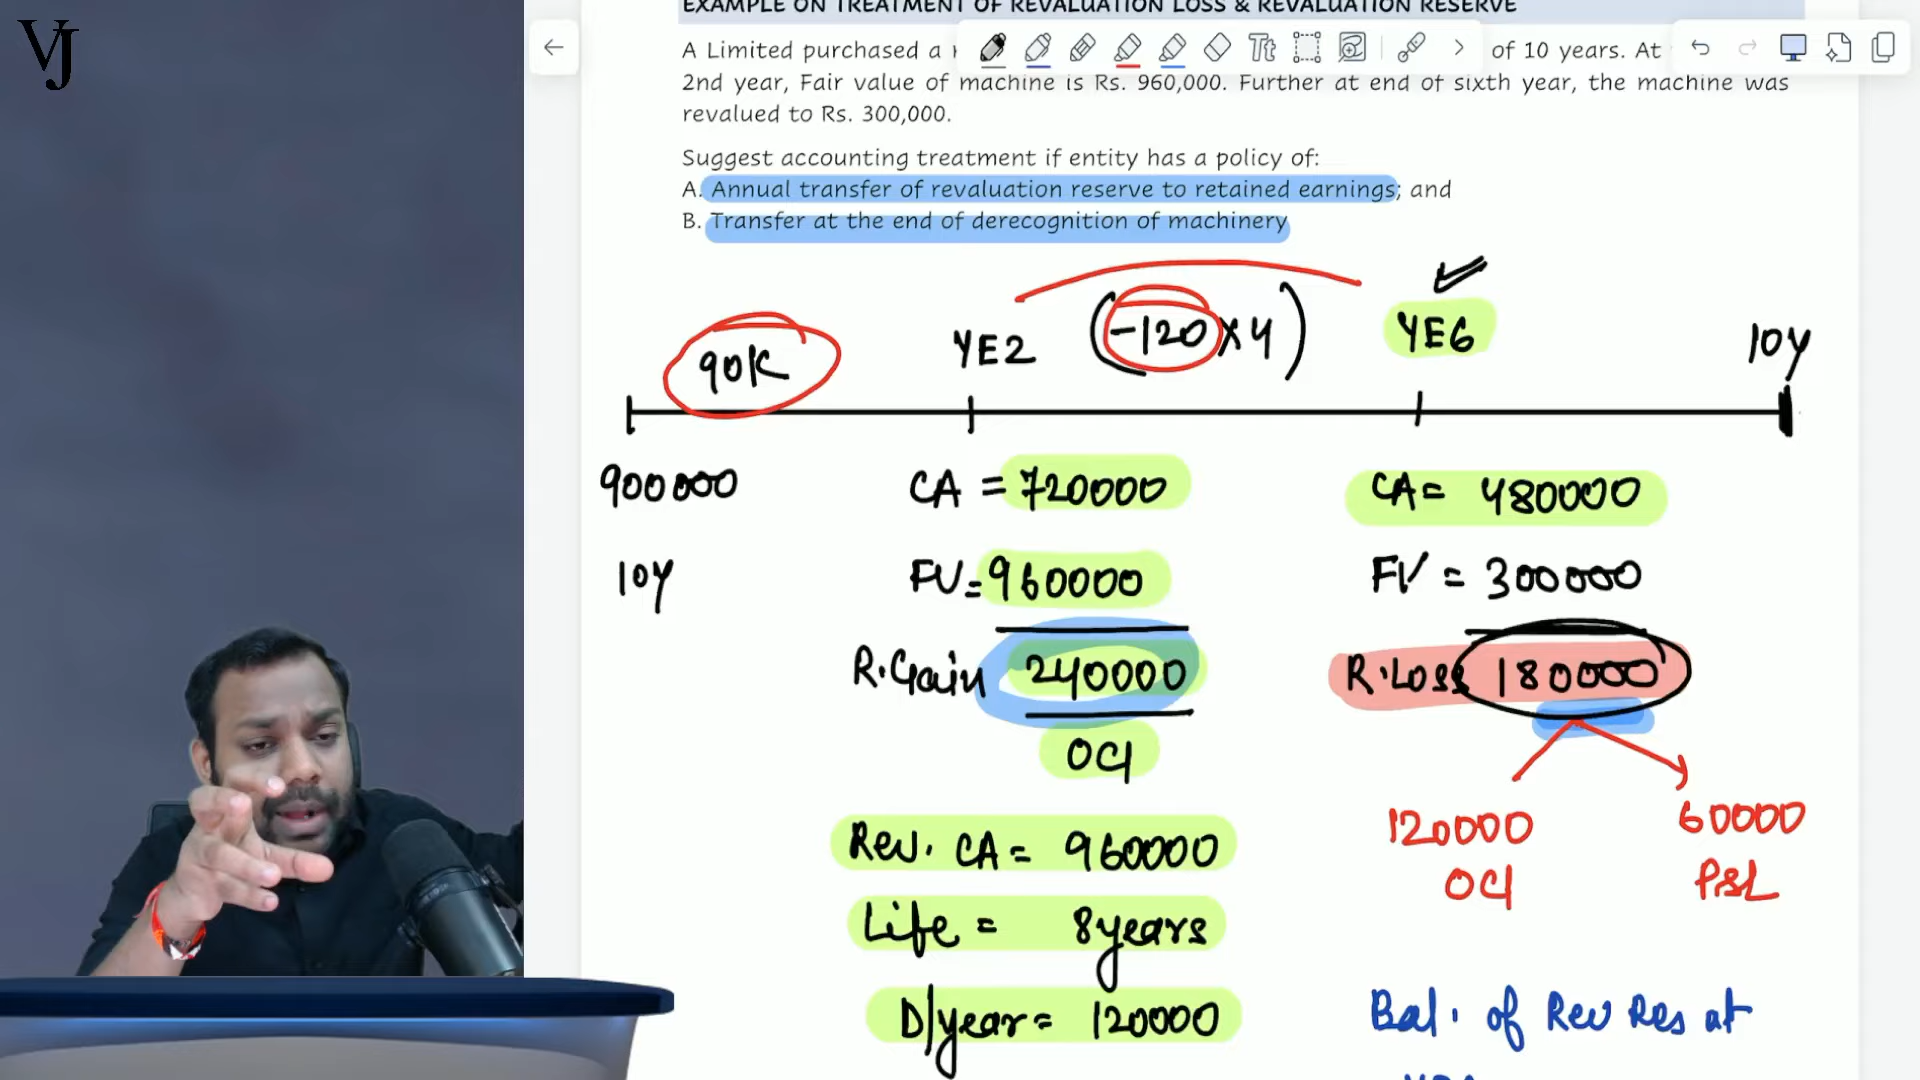 VJ
EXAMPLE ON TREATMENT OF REVALUATION LOSS & REVALUATION RESERVE
A Limited purchased a of 10 years. At
2nd year, Fair value of machine is Rs. 960,000. Further at end of sixth year, the machine was
revalued to Rs. 300,000.
Suggest accounting treatment if entity has a policy of:
A. Annual transfer of revaluation reserve to retained earnings; and
B. Transfer at the end of derecognition of machinery
90K YE2 (-120 x 4) YE6 10Y
900000 CA = 720000 CA = 480000
10Y FV = 960000 FV = 300000
R.Gain 240000 R.Loss 180000
OCI
120000 60000
OCI P&L
Rev. CA = 960000
Life = 8 years
D/year = 120000
Bal. of Rev Res at